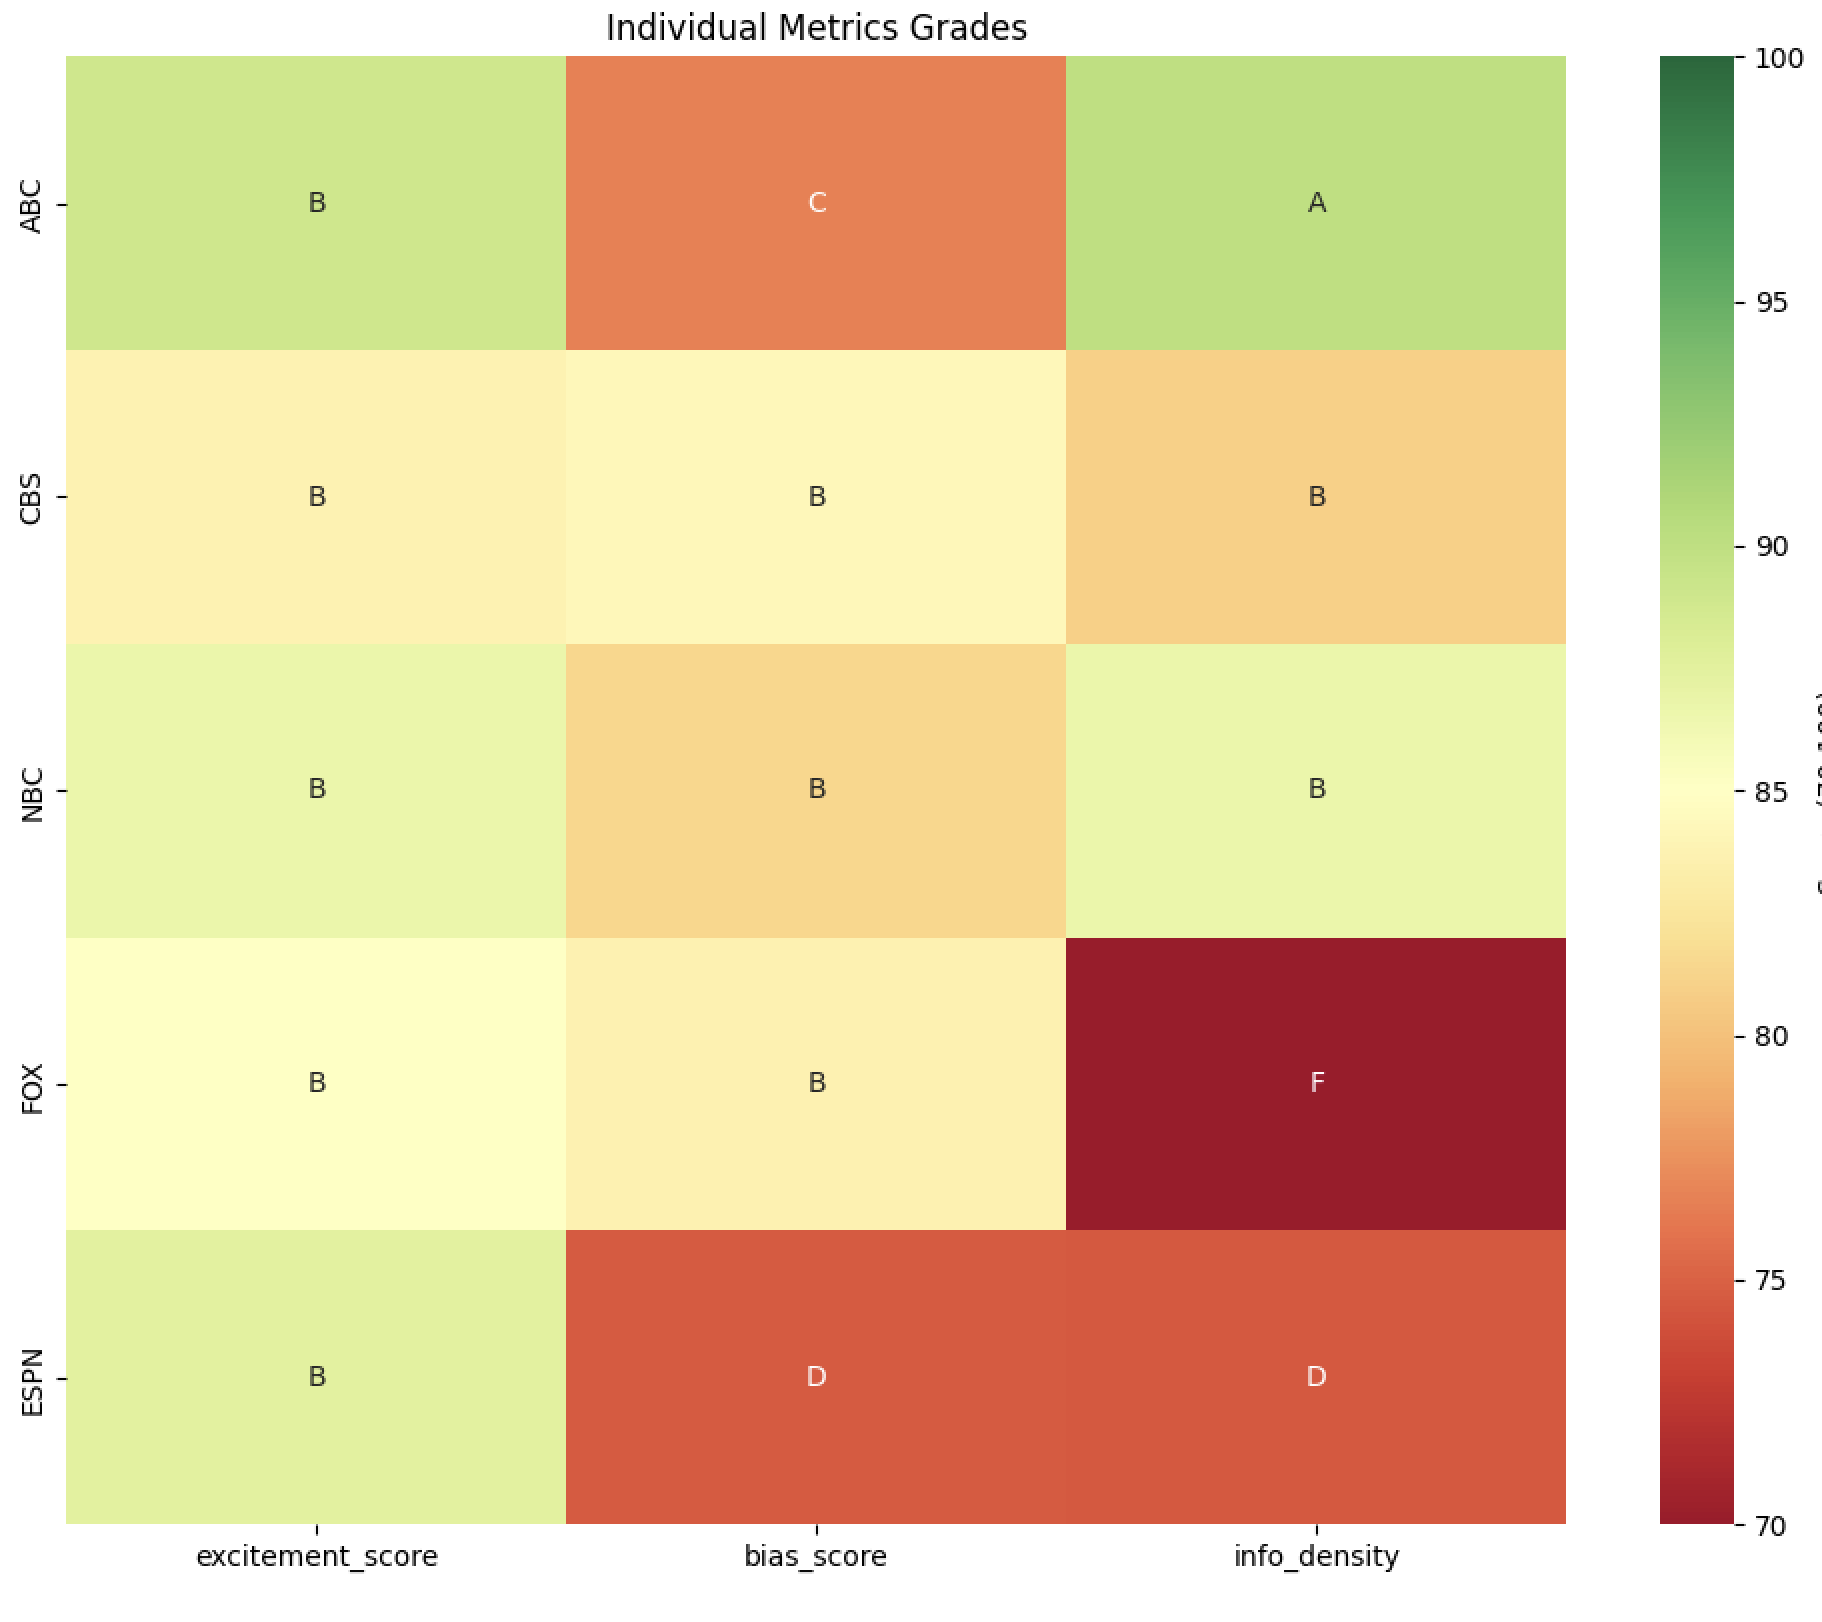 Individual Metrics Grades
ABC B C A
CBS B B B
NBC B B B
FOX B B F
ESPN B D D
excitement_score bias_score info_density
100
95
90
85
80
75
70